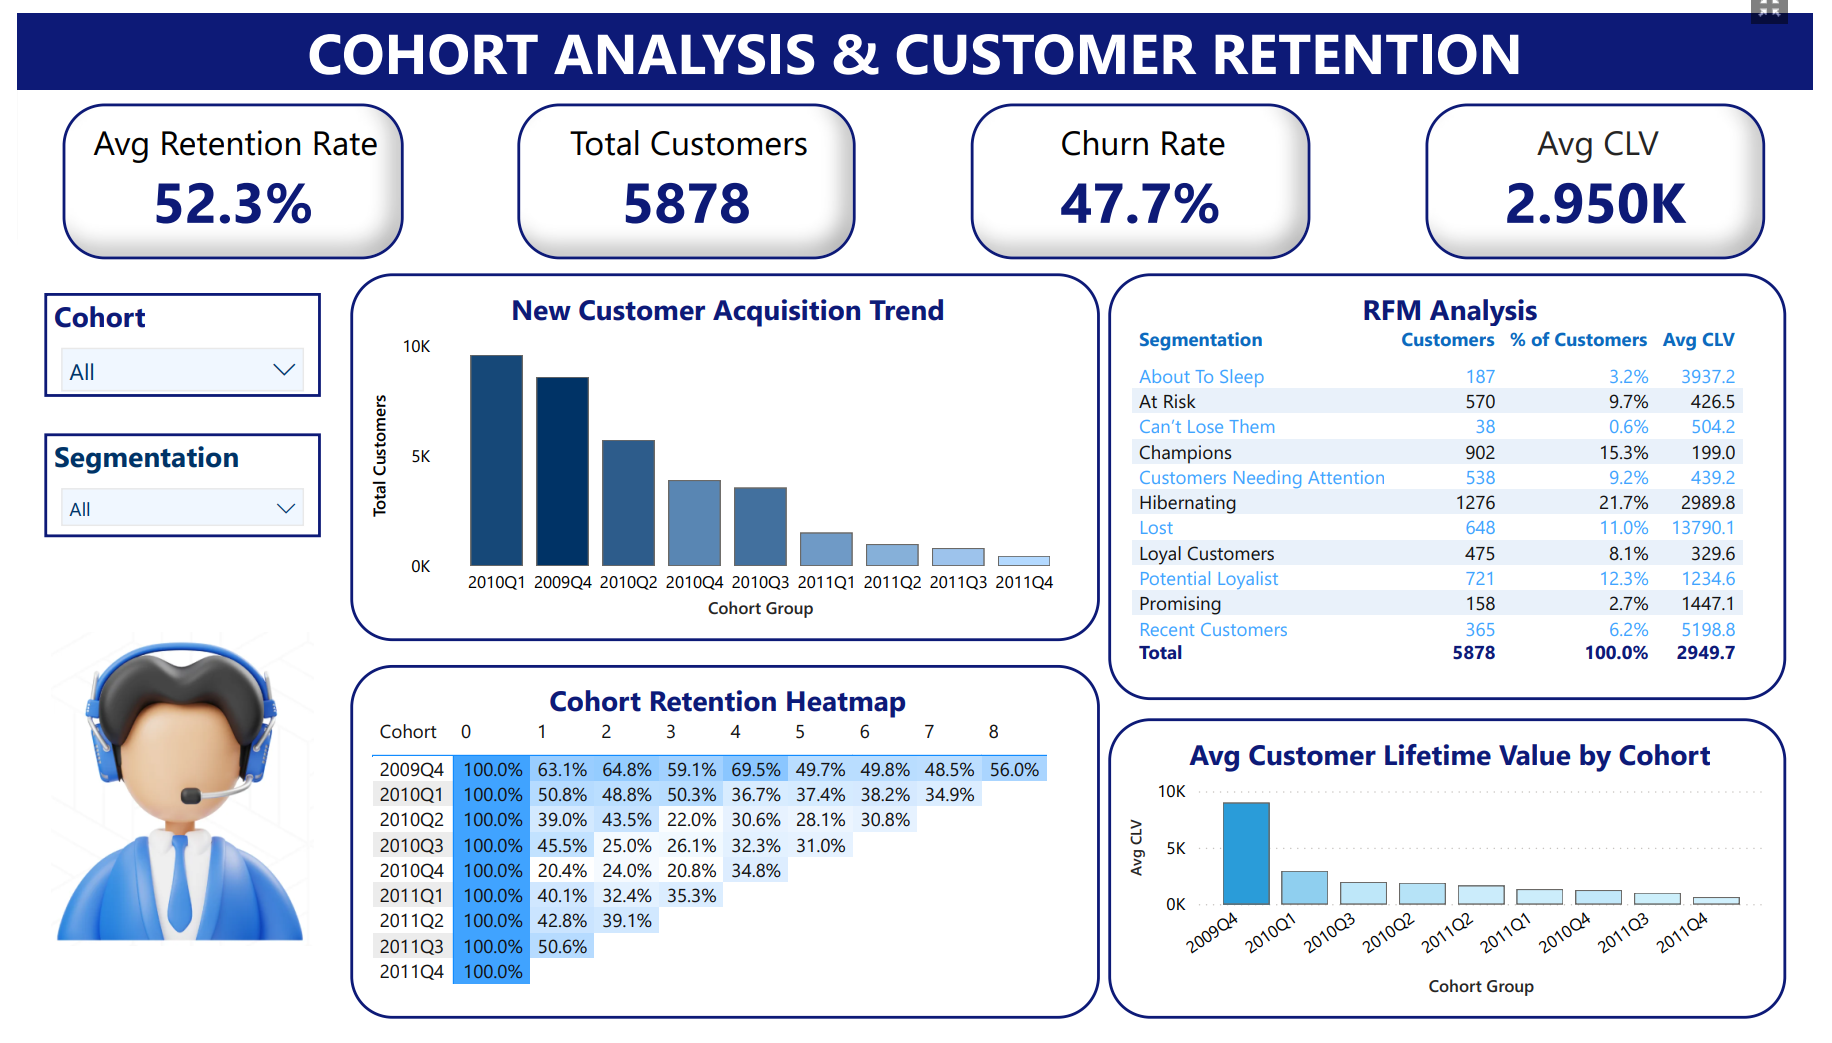 COHORT ANALYSIS & CUSTOMER RETENTION
Avg Retention Rate
52.3%
Total Customers
5878
Churn Rate
47.7%
Avg CLV
2.950K
Cohort
All
Segmentation
All
New Customer Acquisition Trend
Total Customers
10K
5K
0K
2010Q1 2009Q4 2010Q2 2010Q4 2010Q3 2011Q1 2011Q2 2011Q3 2011Q4
Cohort Group
RFM Analysis
Segmentation Customers % of Customers Avg CLV
About To Sleep 187 3.2% 3937.2
At Risk 570 9.7% 426.5
Can't Lose Them 38 0.6% 504.2
Champions 902 15.3% 199.0
Customers Needing Attention 538 9.2% 439.2
Hibernating 1276 21.7% 2989.8
Lost 648 11.0% 13790.1
Loyal Customers 475 8.1% 329.6
Potential Loyalist 721 12.3% 1234.6
Promising 158 2.7% 1447.1
Recent Customers 365 6.2% 5198.8
Total 5878 100.0% 2949.7
Cohort Retention Heatmap
Cohort 0 1 2 3 4 5 6 7 8
2009Q4 100.0% 63.1% 64.8% 59.1% 69.5% 49.7% 49.8% 48.5% 56.0%
2010Q1 100.0% 50.8% 48.8% 50.3% 36.7% 37.4% 38.2% 34.9%
2010Q2 100.0% 39.0% 43.5% 22.0% 30.6% 28.1% 30.8%
2010Q3 100.0% 45.5% 25.0% 26.1% 32.3% 31.0%
2010Q4 100.0% 20.4% 24.0% 20.8% 34.8%
2011Q1 100.0% 40.1% 32.4% 35.3%
2011Q2 100.0% 42.8% 39.1%
2011Q3 100.0% 50.6%
2011Q4 100.0%
Avg Customer Lifetime Value by Cohort
Avg CLV
10K
5K
0K
2009Q4 2010Q1 2010Q3 2010Q2 2011Q2 2011Q1 2010Q4 2011Q3 2011Q4
Cohort Group